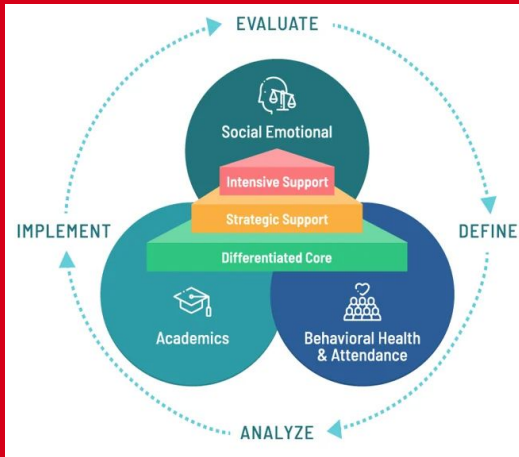 EVALUATE
Social Emotional
Intensive Support
IMPLEMENT
Strategic Support
DEFINE
Differentiated Core
Academics
Behavioral Health
& Attendance
ANALYZE